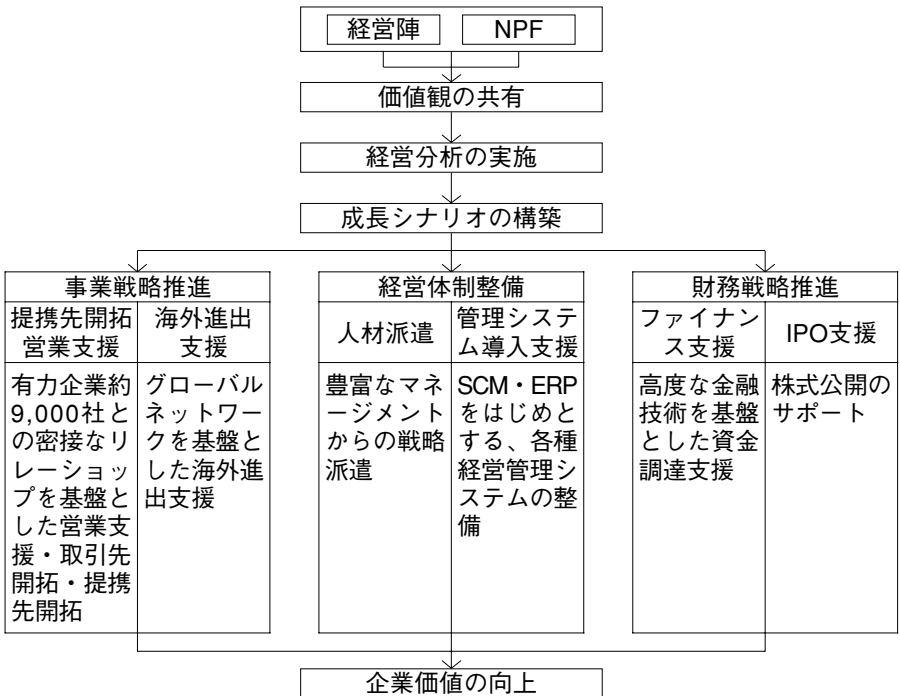 経営陣
NPF
価値観の共有
経営分析の実施
成長シナリオの構築
事業戦略推進
提携先開拓
営業支援
海外進出
支援
有力企業約
9,000社と
の密接なリ
レーショッ
プを基盤と
した営業支
援・取引先
開拓・提携
先開拓
グローバル
ネットワー
クを基盤と
した海外進
出支援
経営体制整備
人材派遣
管理システ
ム導入支援
豊富なマネ
ージメント
からの戦略
派遣
SCM・ERP
をはじめと
する、各種
経営管理シ
ステムの整
備
財務戦略推進
ファイナン
ス支援
IPO支援
高度な金融
技術を基盤
とした資金
調達支援
株式公開の
サポート
企業価値の向上